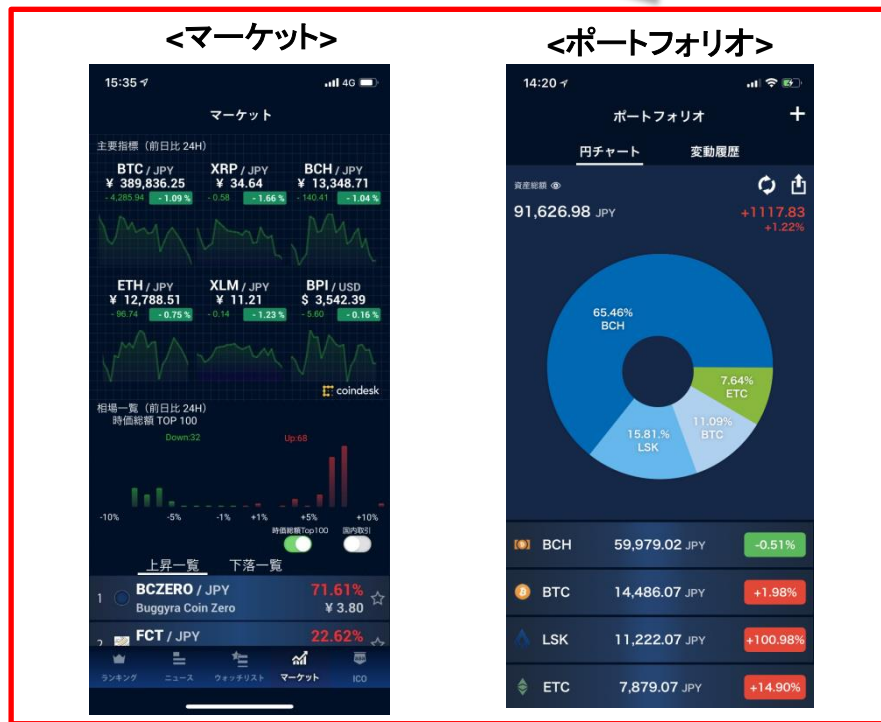 <マーケット>
15:35
4G
マーケット
主要指標（前日比 24H）
BTC / JPY XRP / JPY BCH / JPY
¥ 389,836.25 ¥ 34.64 ¥ 13,348.71
- 4,285.94 - 1.09 % - 0.58 - 1.66 % - 140.41 - 1.04 %
ETH / JPY XLM / JPY BPI / USD
¥ 12,788.51 ¥ 11.21 $ 3,542.39
- 96.74 - 0.75 % - 0.14 - 1.23 % - 5.60 - 0.16 %
coindesk
相場一覧（前日比 24H）
時価総額 TOP 100
Down:32 Up:68
-10% -5% -1% +1% +5% +10%
時価総額Top100 国内取引
上昇一覧 下落一覧
1 BCZERO / JPY 71.61%
Buggyra Coin Zero ¥ 3.80
2 FCT / JPY 22.62%
ランキング ニュース ウォッチリスト マーケット ICO
<ポートフォリオ>
14:20
ポートフォリオ +
円チャート 変動履歴
資産総額
91,626.98 JPY +1117.83
+1.22%
65.46%
BCH
7.64%
ETC
11.09%
BTC
15.81.%
LSK
BCH 59,979.02 JPY -0.51%
BTC 14,486.07 JPY +1.98%
LSK 11,222.07 JPY +100.98%
ETC 7,879.07 JPY +14.90%